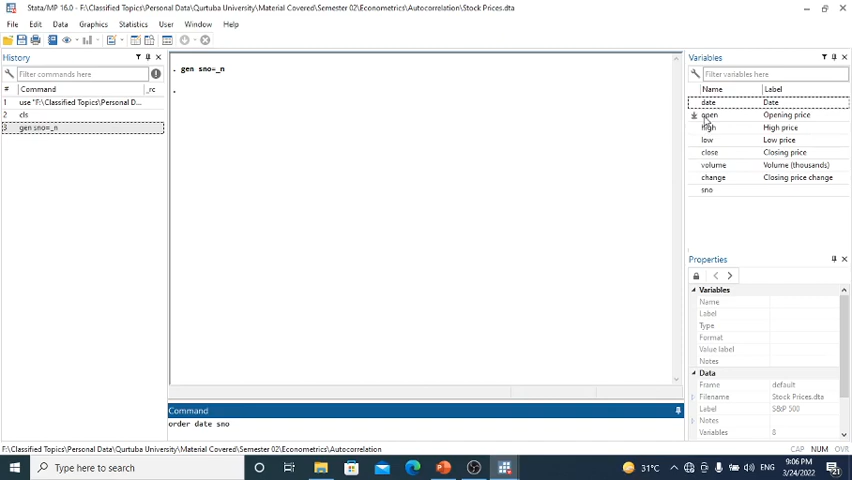 Stata/MP 16.0 - F:\Classified Topics\Personal Data\Qurtuba University\Material Covered\Semester 02\Econometrics\Autocorrelation\Stock Prices.dta
File Edit Data Graphics Statistics User Window Help
History
Filter commands here
# Command _rc
1 use "F:\Classified Topics\Personal D...
2 cls
3 gen sno=_n
. gen sno=_n
.
Command
order date sno
Variables
Filter variables here
Name Label
date Date
open Opening price
high High price
low Low price
close Closing price
volume Volume (thousands)
change Closing price change
sno
Properties
Variables
Name
Label
Type
Format
Value label
Notes
Data
Frame default
Filename Stock Prices.dta
Label S&P 500
Notes
Variables 8
F:\Classified Topics\Personal Data\Qurtuba University\Material Covered\Semester 02\Econometrics\Autocorrelation
CAP NUM OVR
Type here to search
31°C
ENG
9:06 PM
3/24/2022
21